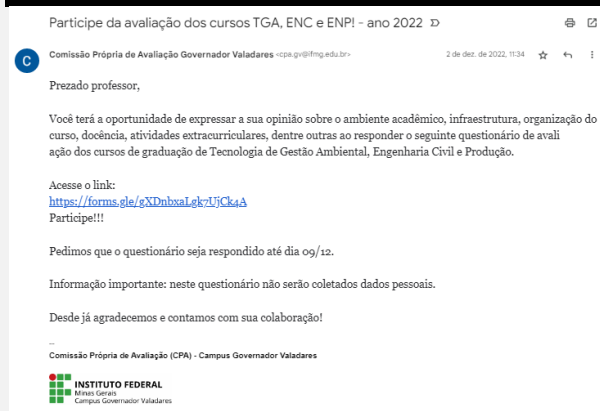 Participe da avaliação dos cursos TGA, ENC e ENP! - ano 2022
Comissão Própria de Avaliação Governador Valadares <cpa.gv@ifmg.edu.br>
2 de dez. de 2022, 11:34
C
Prezado professor,
Você terá a oportunidade de expressar a sua opinião sobre o ambiente acadêmico, infraestrutura, organização do
curso, docência, atividades extracurriculares, dentre outras ao responder o seguinte questionário de avali
ação dos cursos de graduação de Tecnologia de Gestão Ambiental, Engenharia Civil e Produção.
Acesse o link:
https://forms.gle/gXDnbxaLgk7UjCk4A
Participe!!!
Pedimos que o questionário seja respondido até dia 09/12.
Informação importante: neste questionário não serão coletados dados pessoais.
Desde já agradecemos e contamos com sua colaboração!
--
Comissão Própria de Avaliação (CPA) - Campus Governador Valadares
INSTITUTO FEDERAL
Minas Gerais
Campus Governador Valadares